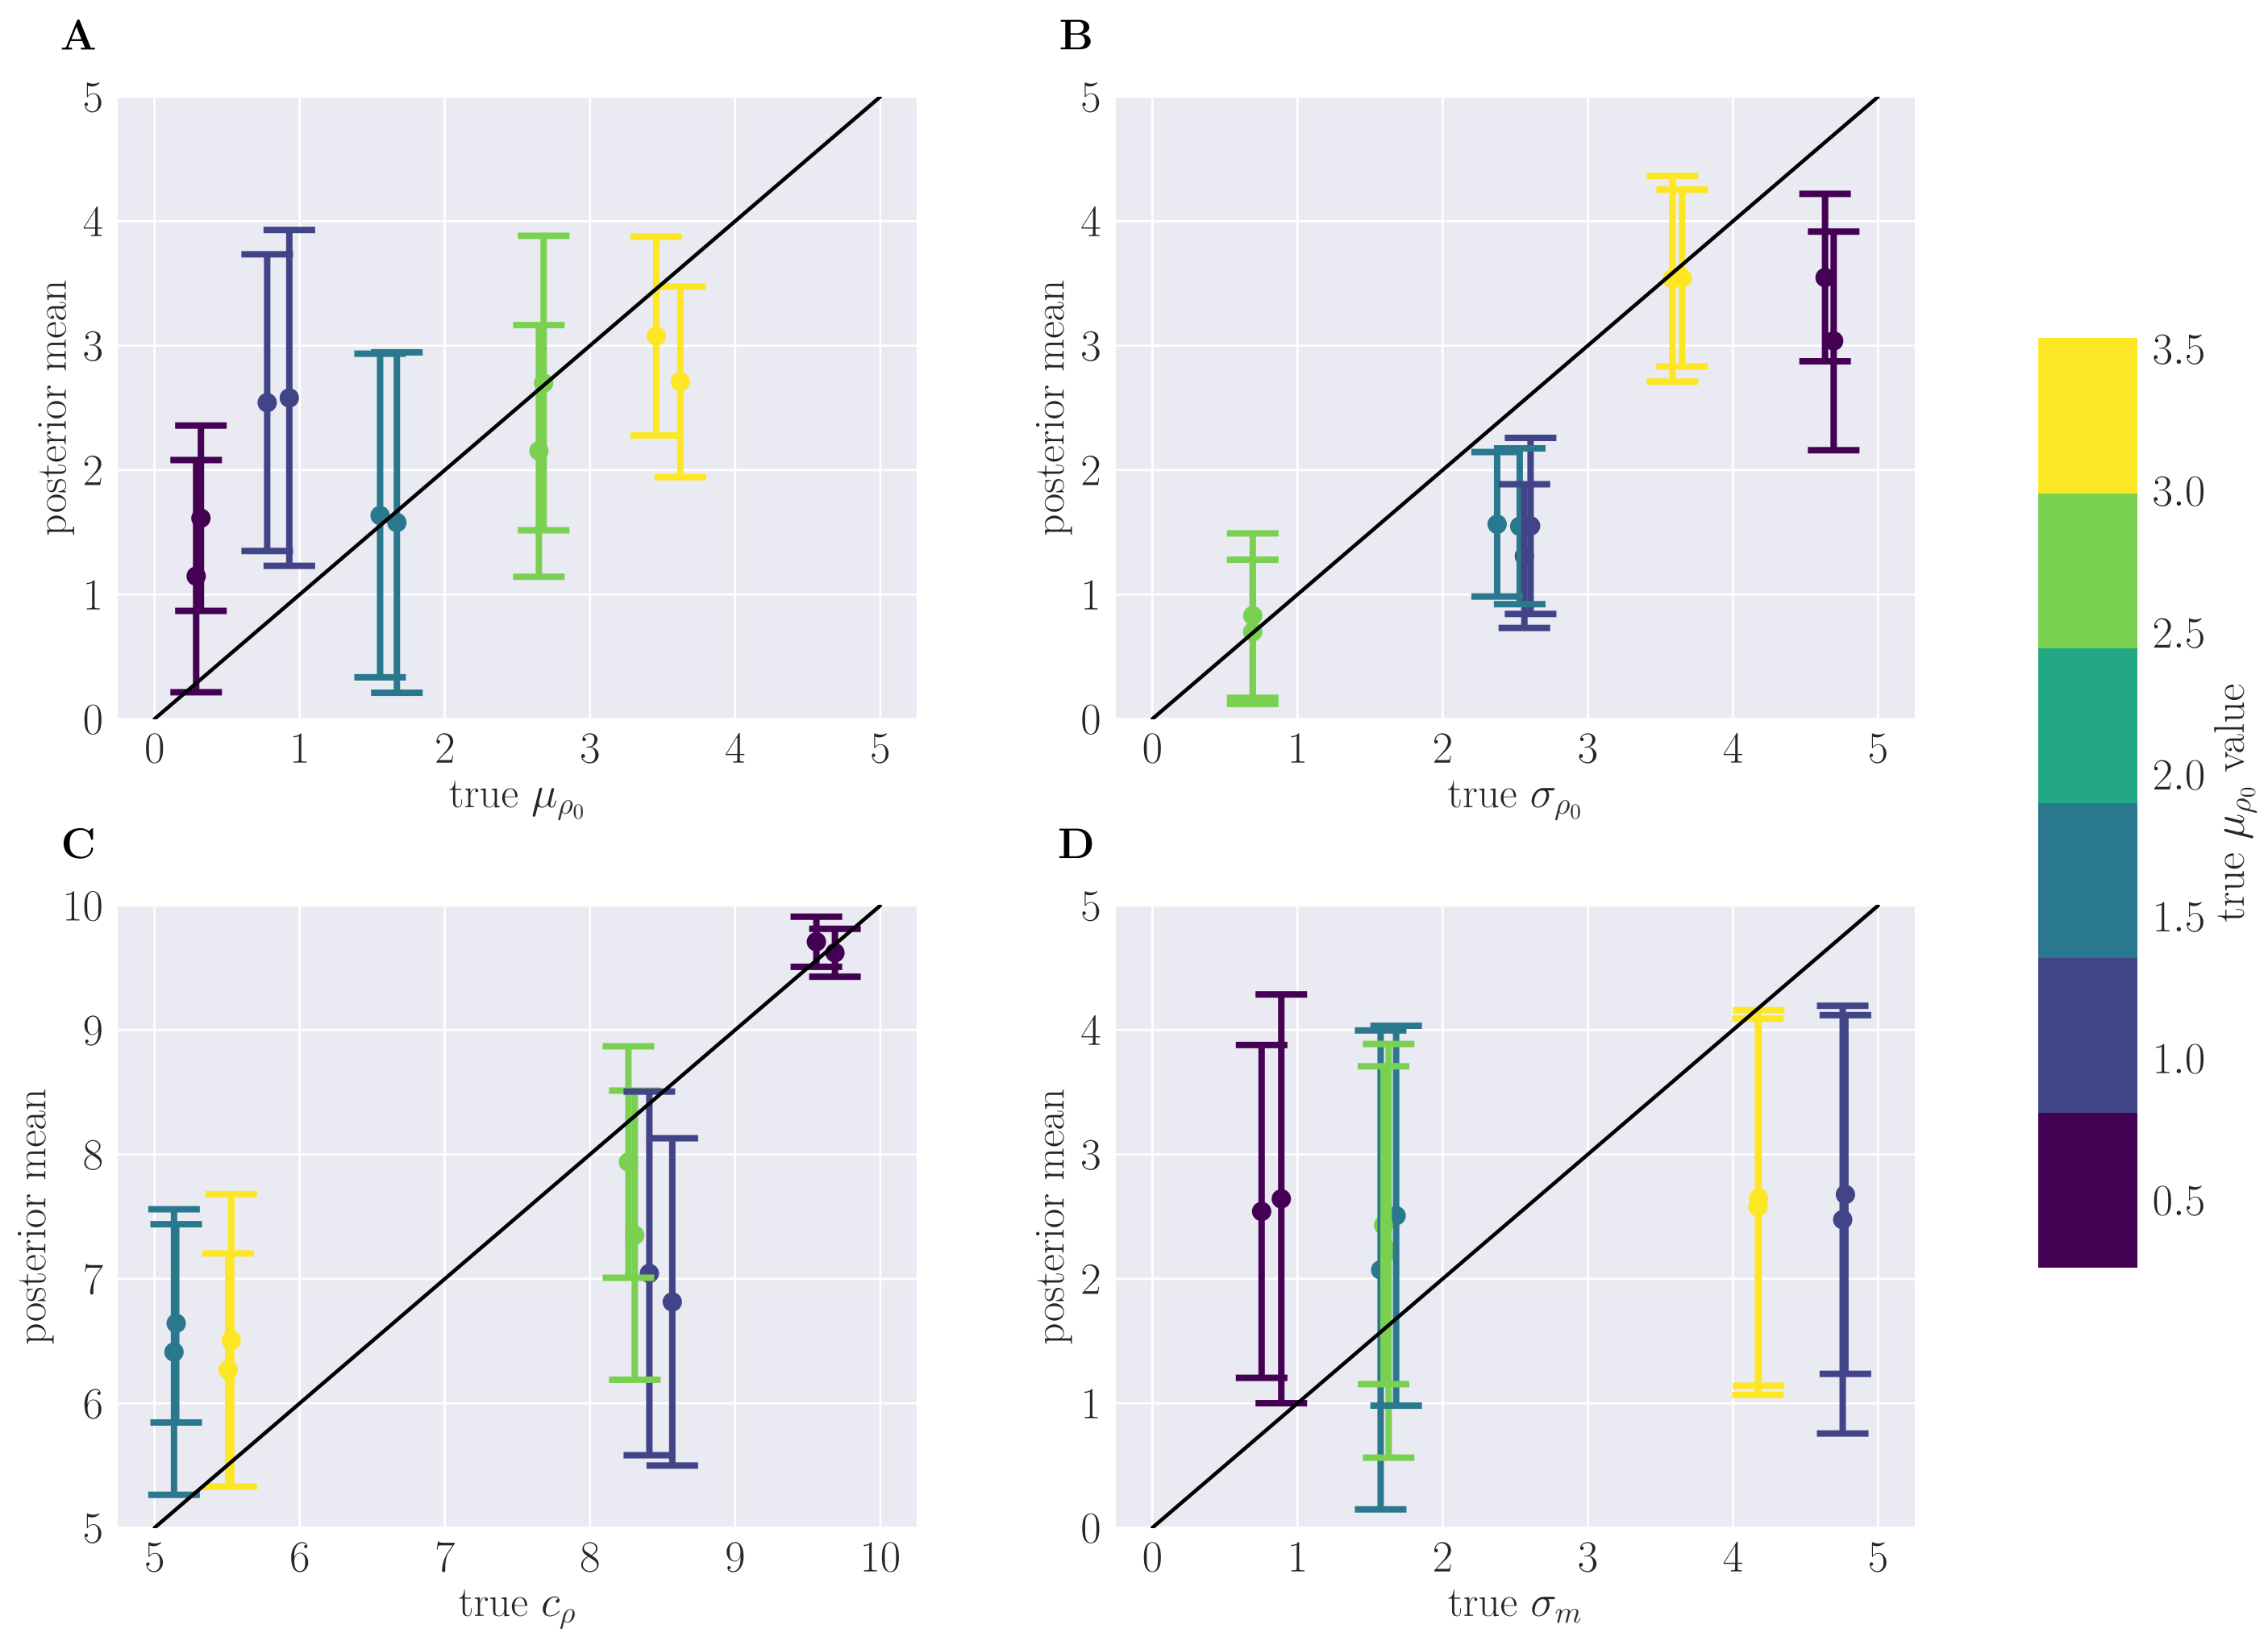 A
5
4
3
2
1
0
posterior mean
0 1 2 3 4 5
true μρ₀
B
5
4
3
2
1
0
posterior mean
0 1 2 3 4 5
true σρ₀
C
10
9
8
7
6
5
posterior mean
5 6 7 8 9 10
true cρ
D
5
4
3
2
1
0
posterior mean
0 1 2 3 4 5
true σm
3.5
3.0
2.5
2.0
1.5
1.0
0.5
true μρ₀ value